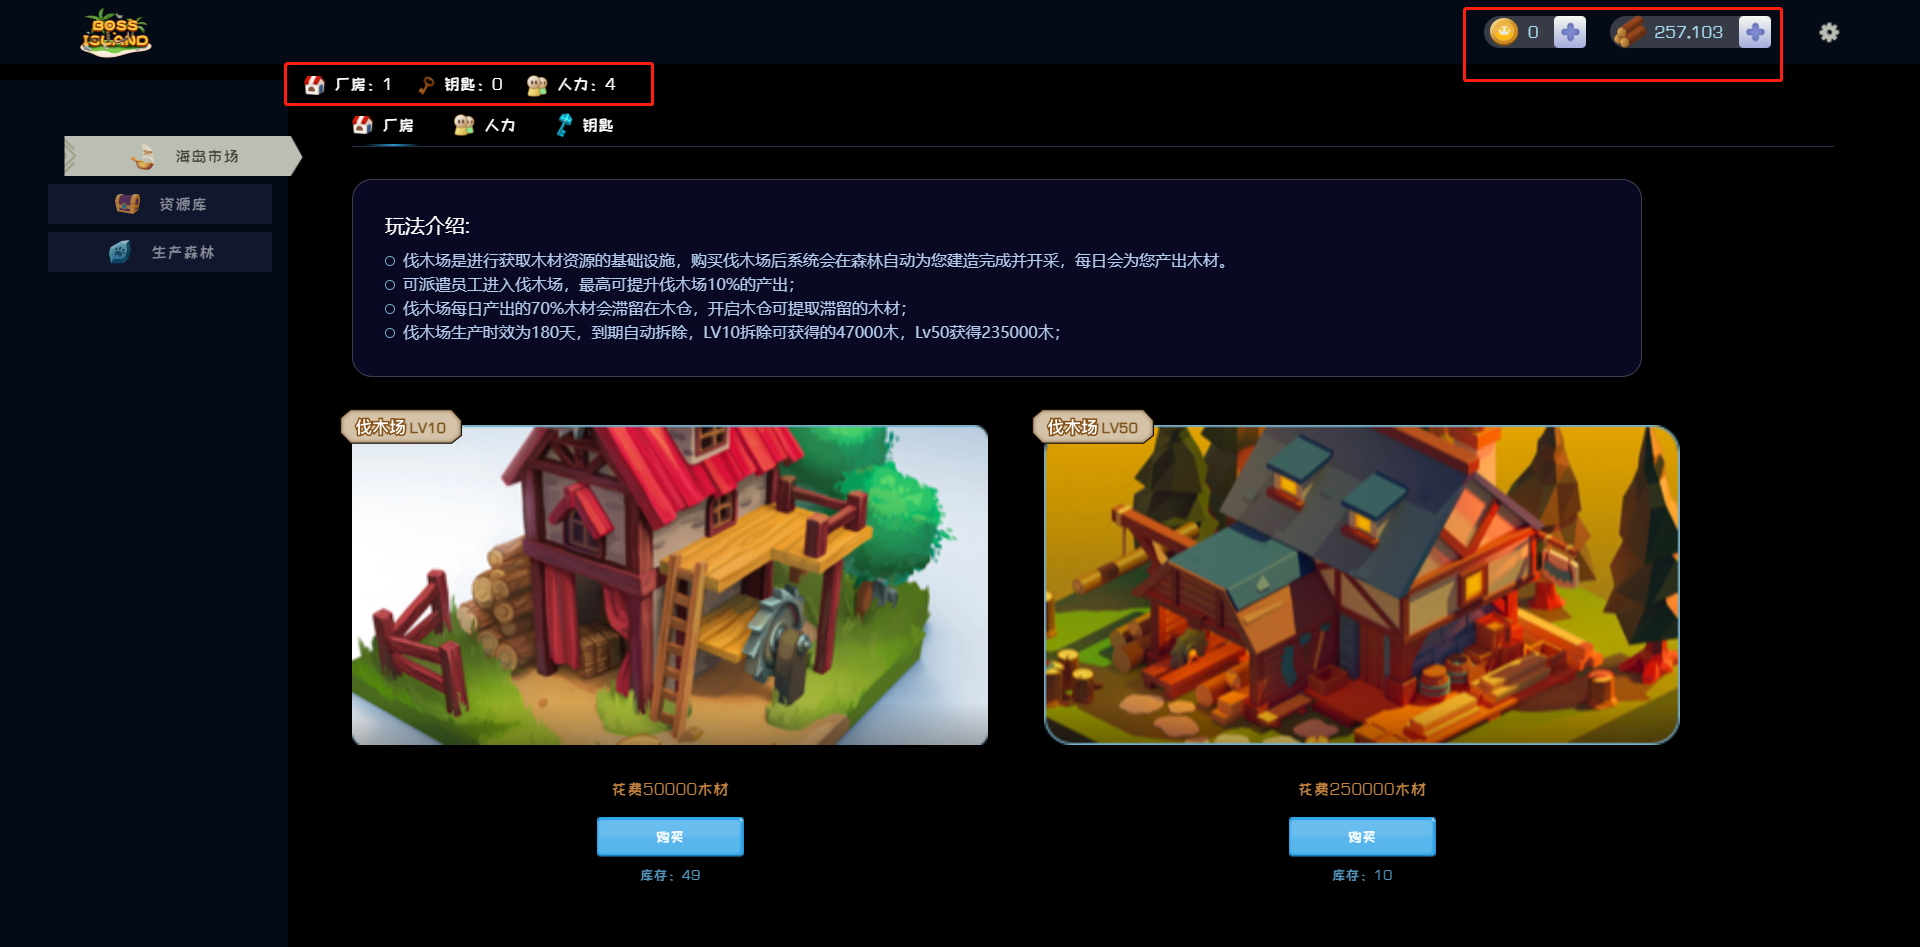 BOSS
ISLAND
0
257.103
厂房：1 钥匙：0 人力：4
厂房 人力 钥匙
海岛市场
资源库
生产森林
玩法介绍:
伐木场是进行获取木材资源的基础设施，购买伐木场后系统会在森林自动为您建造完成并开采，每日会为您产出木材。
可派遣员工进入伐木场，最高可提升伐木场10%的产出；
伐木场每日产出的70%木材会滞留在木仓，开启木仓可提取滞留的木材；
伐木场生产时效为180天，到期自动拆除，LV10拆除可获得的47000木，Lv50获得235000木；
伐木场 LV10
伐木场 LV50
花费50000木材
花费250000木材
购买
购买
库存：49
库存：10